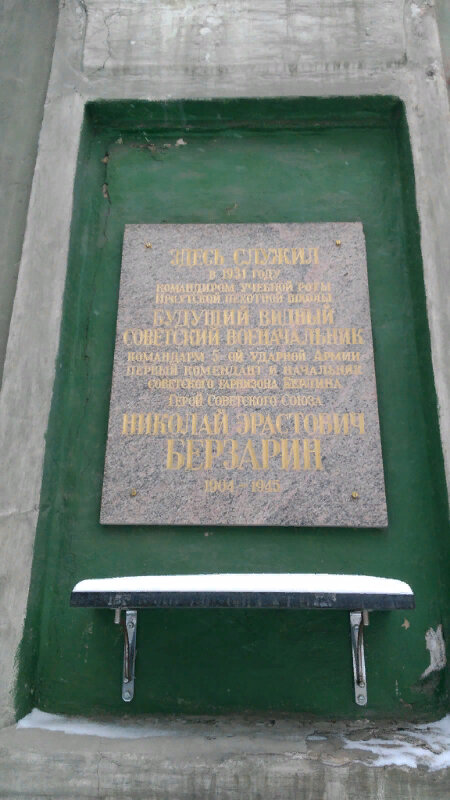 ЗДЕСЬ СЛУЖИЛ
В 1931 ГОДУ
КОМАНДИРОМ УЧЕБНОЙ РОТЫ
ИРКУТСКОЙ ПЕХОТНОЙ ШКОЛЫ
БУДУЩИЙ ВИДНЫЙ
СОВЕТСКИЙ ВОЕНАЧАЛЬНИК
КОМАНДАРМ 5-ОЙ УДАРНОЙ АРМИИ
ПЕРВЫЙ КОМЕНДАНТ И НАЧАЛЬНИК
СОВЕТСКОГО ГАРНИЗОНА БЕРЛИНА
ГЕРОЙ СОВЕТСКОГО СОЮЗА
НИКОЛАЙ ЭРАСТОВИЧ
БЕРЗАРИН
1904 - 1945